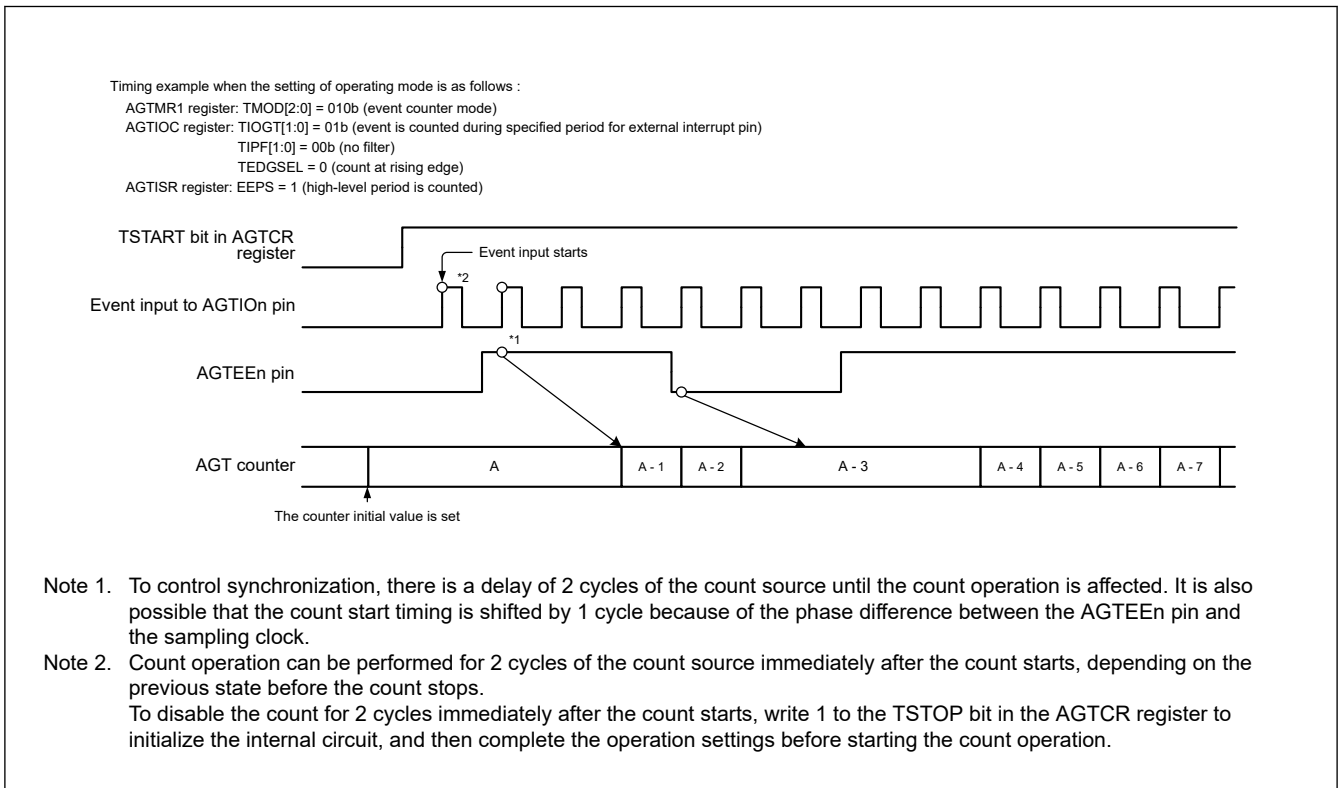 Timing example when the setting of operating mode is as follows :
AGTMR1 register: TMOD[2:0] = 010b (event counter mode)
AGTIOC register: TIOGT[1:0] = 01b (event is counted during specified period for external interrupt pin)
TIPF[1:0] = 00b (no filter)
TEDGSEL = 0 (count at rising edge)
AGTISR register: EEPS = 1 (high-level period is counted)
TSTART bit in AGTCR
register
Event input starts
*2
Event input to AGTIOn pin
*1
AGTEEn pin
AGT counter
A
A - 1
A - 2
A - 3
A - 4
A - 5
A - 6
A - 7
The counter initial value is set
Note 1. To control synchronization, there is a delay of 2 cycles of the count source until the count operation is affected. It is also
possible that the count start timing is shifted by 1 cycle because of the phase difference between the AGTEEn pin and
the sampling clock.
Note 2. Count operation can be performed for 2 cycles of the count source immediately after the count starts, depending on the
previous state before the count stops.
To disable the count for 2 cycles immediately after the count starts, write 1 to the TSTOP bit in the AGTCR register to
initialize the internal circuit, and then complete the operation settings before starting the count operation.